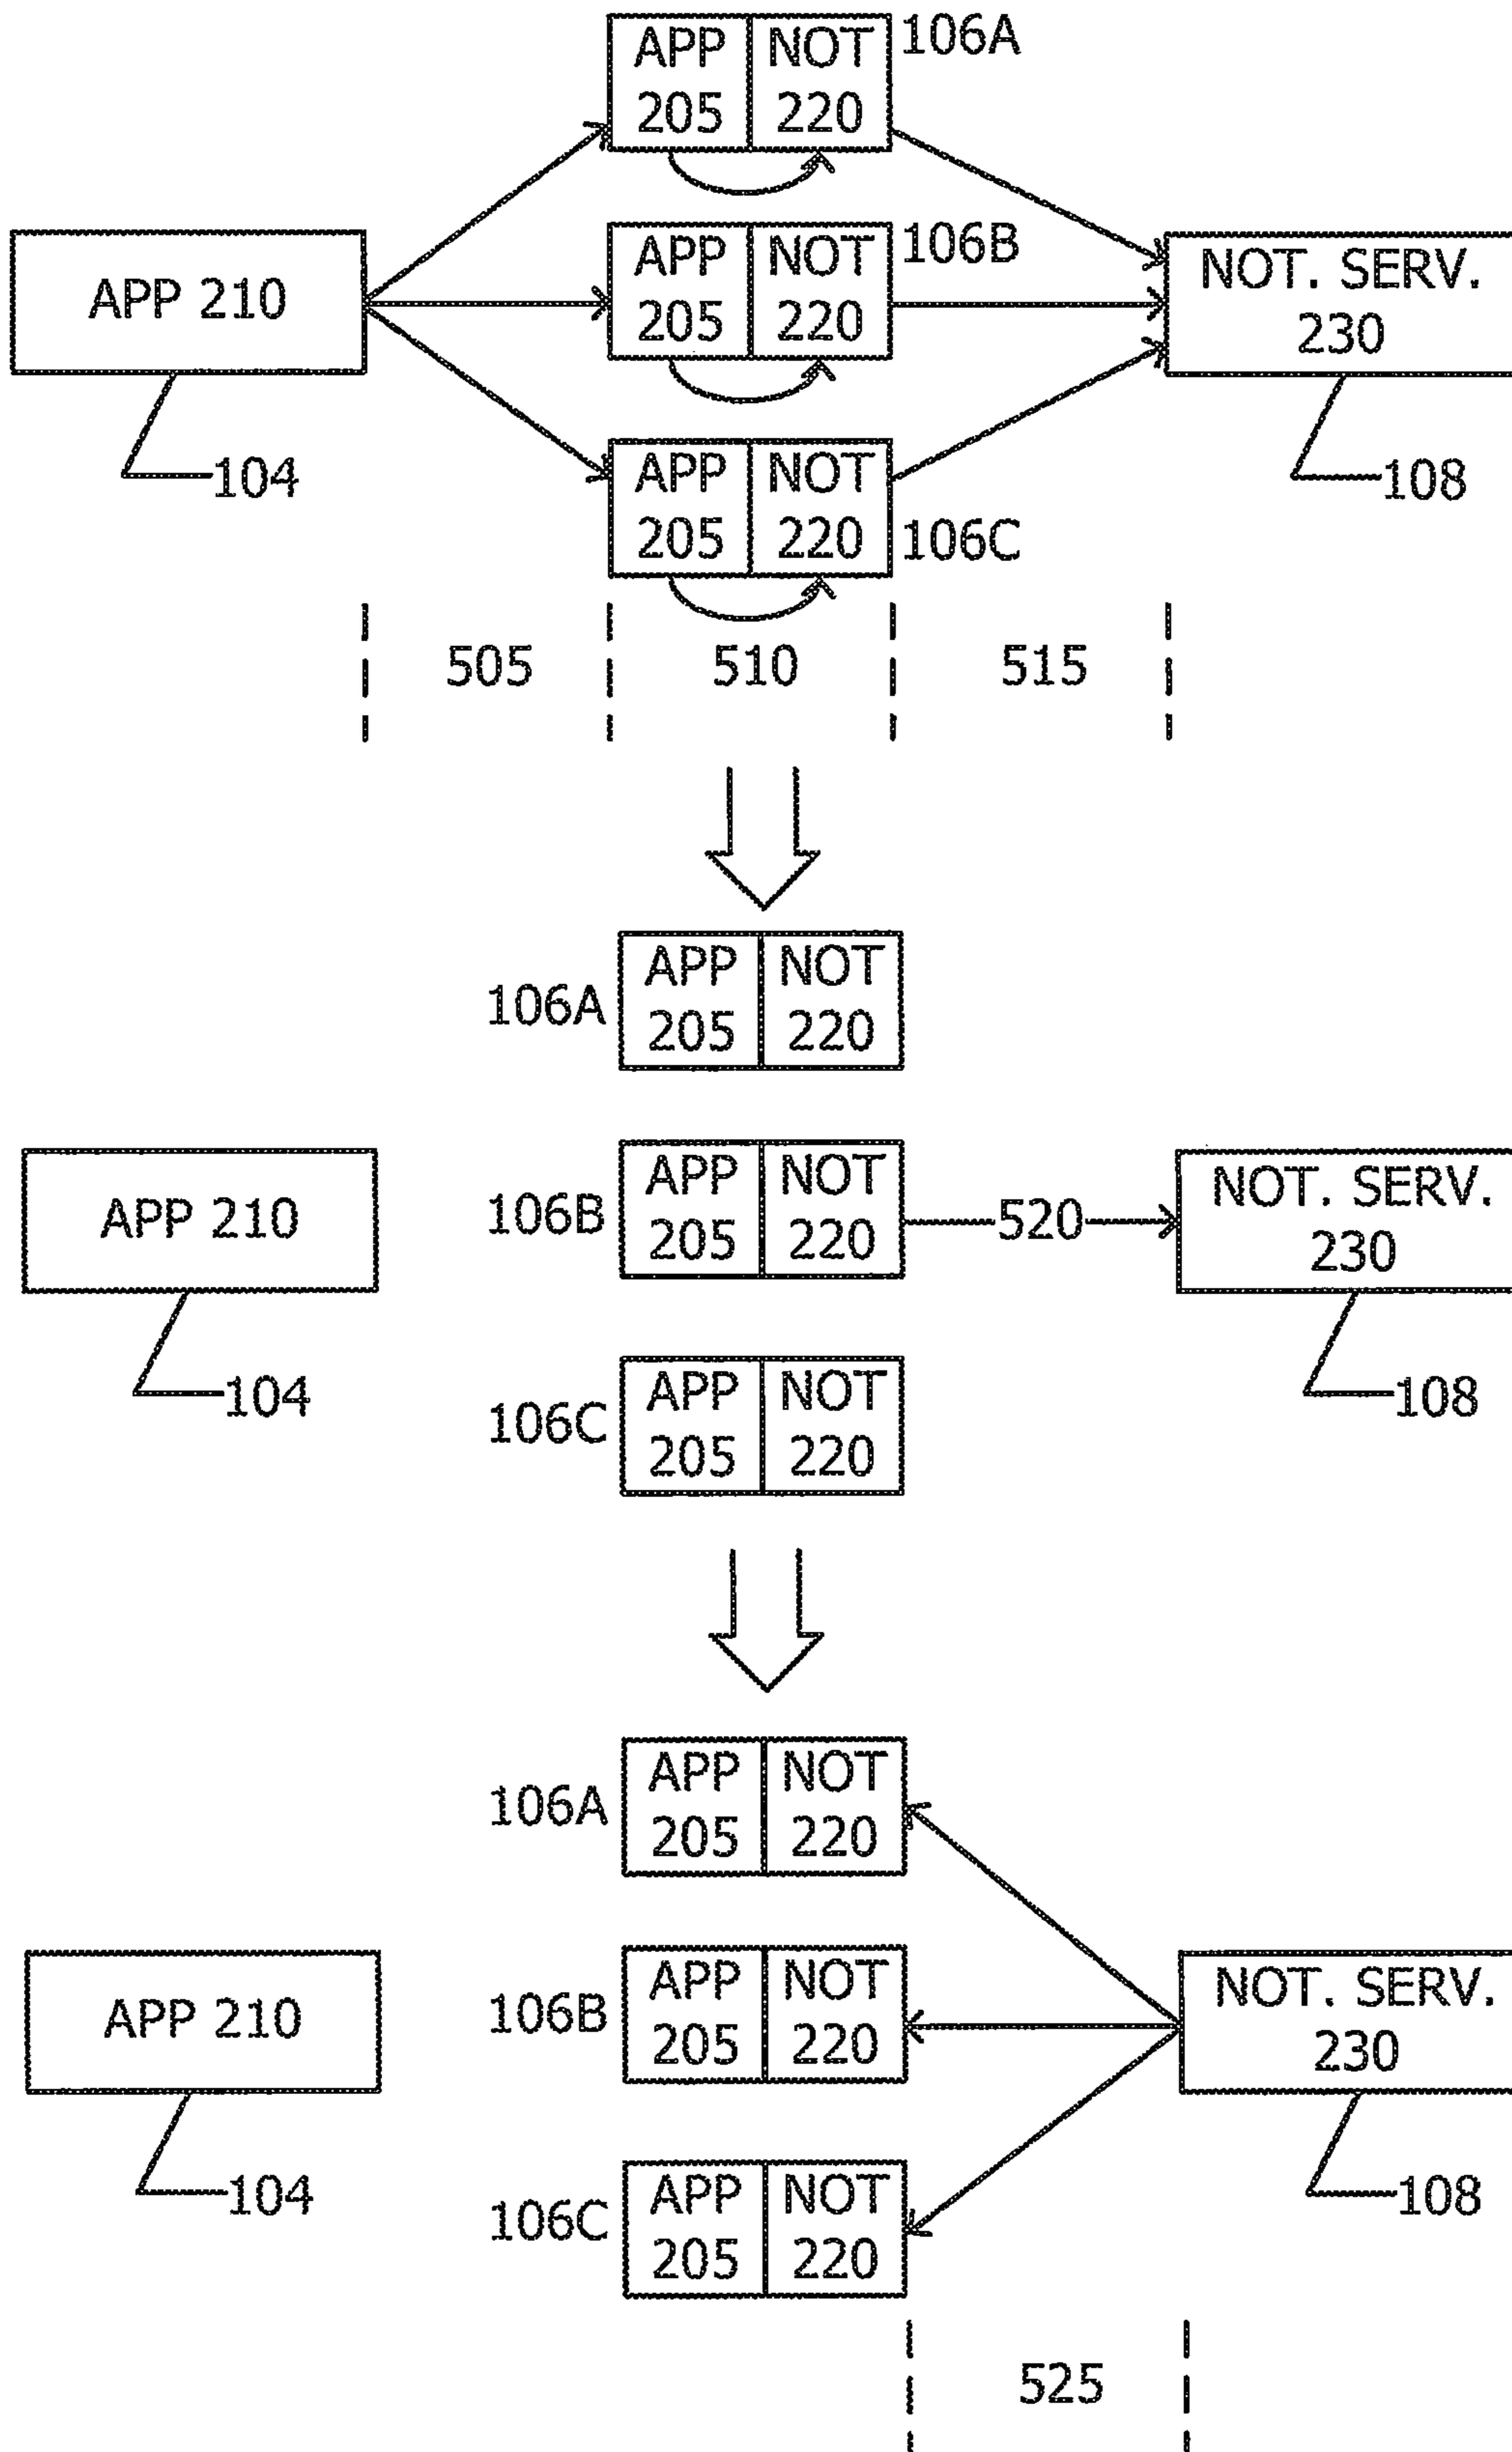 APP NOT 106A
205 220
APP NOT 106B
205 220
APP 210
NOT. SERV.
230
104
APP NOT
205 220 106C
108
505 510 515
APP NOT
106A
205 220
APP NOT
106B
205 220
520
APP 210
NOT. SERV.
230
104
APP NOT
106C
205 220
108
APP NOT
106A
205 220
APP NOT
106B
205 220
APP 210
NOT. SERV.
230
104
APP NOT
106C
205 220
108
525